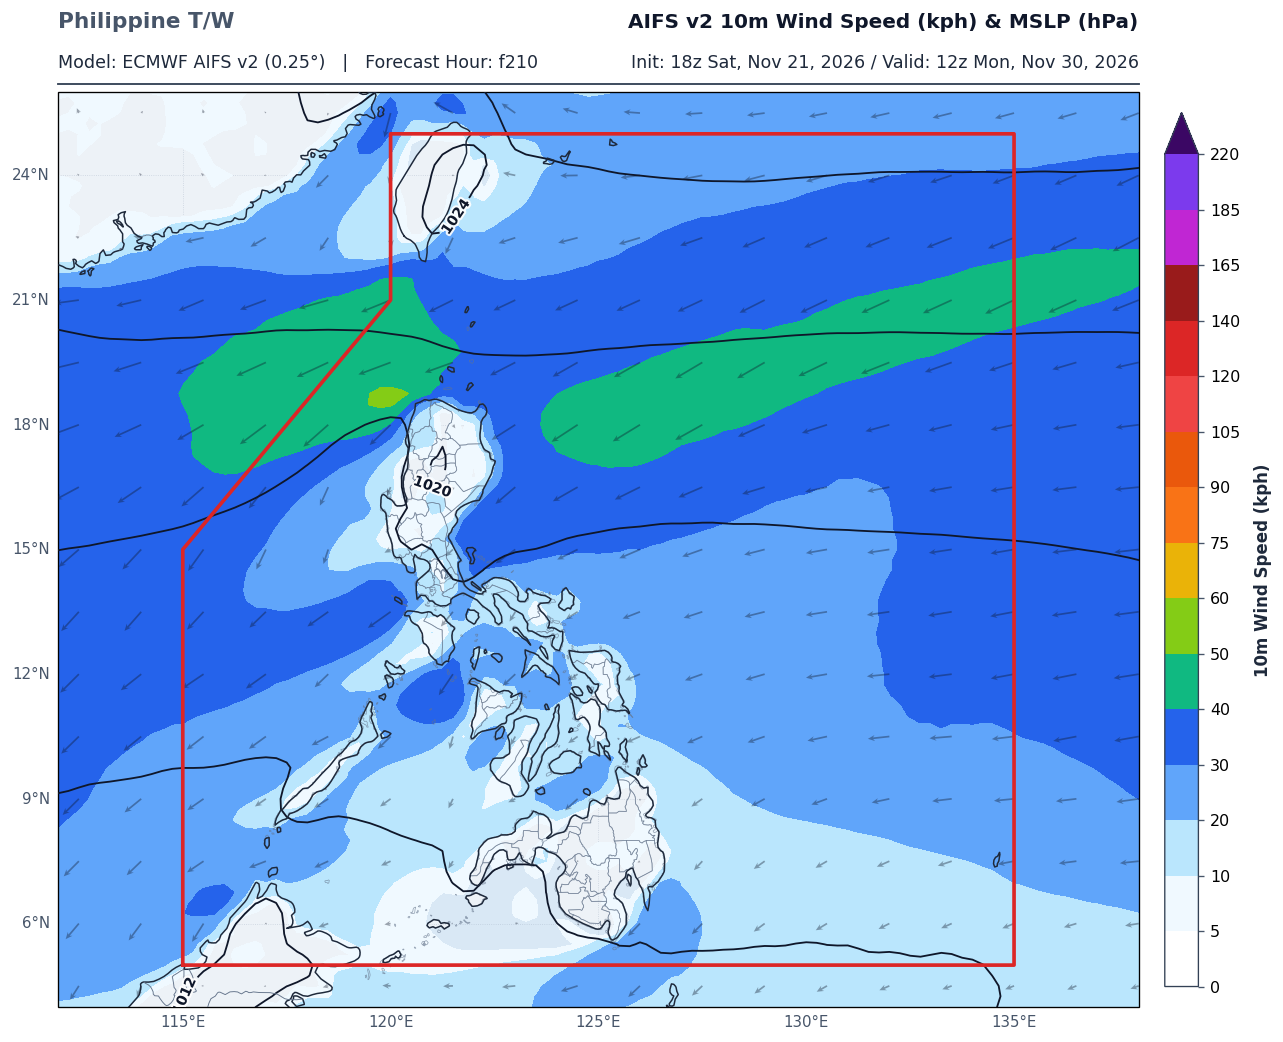 Philippine T/W
AIFS v2 10m Wind Speed (kph) & MSLP (hPa)
Model: ECMWF AIFS v2 (0.25°) | Forecast Hour: f210
Init: 18z Sat, Nov 21, 2026 / Valid: 12z Mon, Nov 30, 2026
24°N
21°N
18°N
15°N
12°N
9°N
6°N
1024
1020
012
115°E
120°E
125°E
130°E
135°E
220
185
165
140
120
105
90
75
60
50
40
30
20
10
5
0
10m Wind Speed (kph)